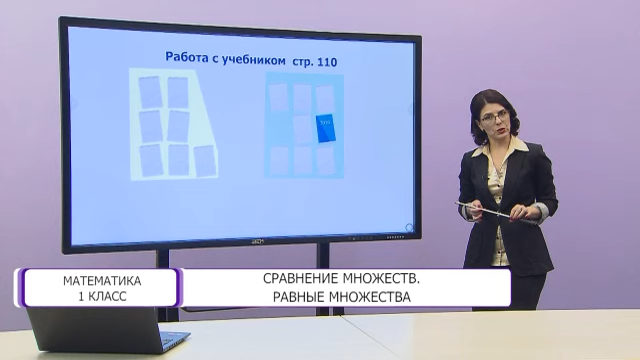 Работа с учебником стр. 110
МАТЕМАТИКА
1 КЛАСС
СРАВНЕНИЕ МНОЖЕСТВ.
РАВНЫЕ МНОЖЕСТВА